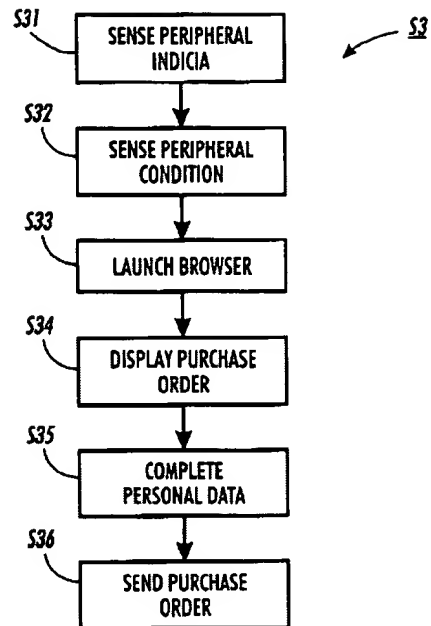 S31
SENSE PERIPHERAL
INDICIA
S3
S32
SENSE PERIPHERAL
CONDITION
S33
LAUNCH BROWSER
S34
DISPLAY PURCHASE
ORDER
S35
COMPLETE
PERSONAL DATA
S36
SEND PURCHASE
ORDER